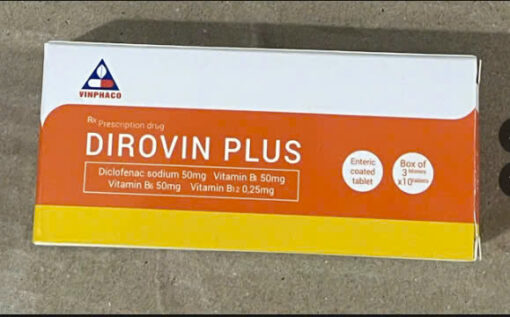 VINPHACO
Rx Prescription drug
DIROVIN PLUS
Diclofenac sodium 50mg Vitamin B₁ 50mg
Vitamin B₆ 50mg Vitamin B₁₂ 0,25mg
Enteric
coated
tablet
Box of
3 blisters
x10 tablets